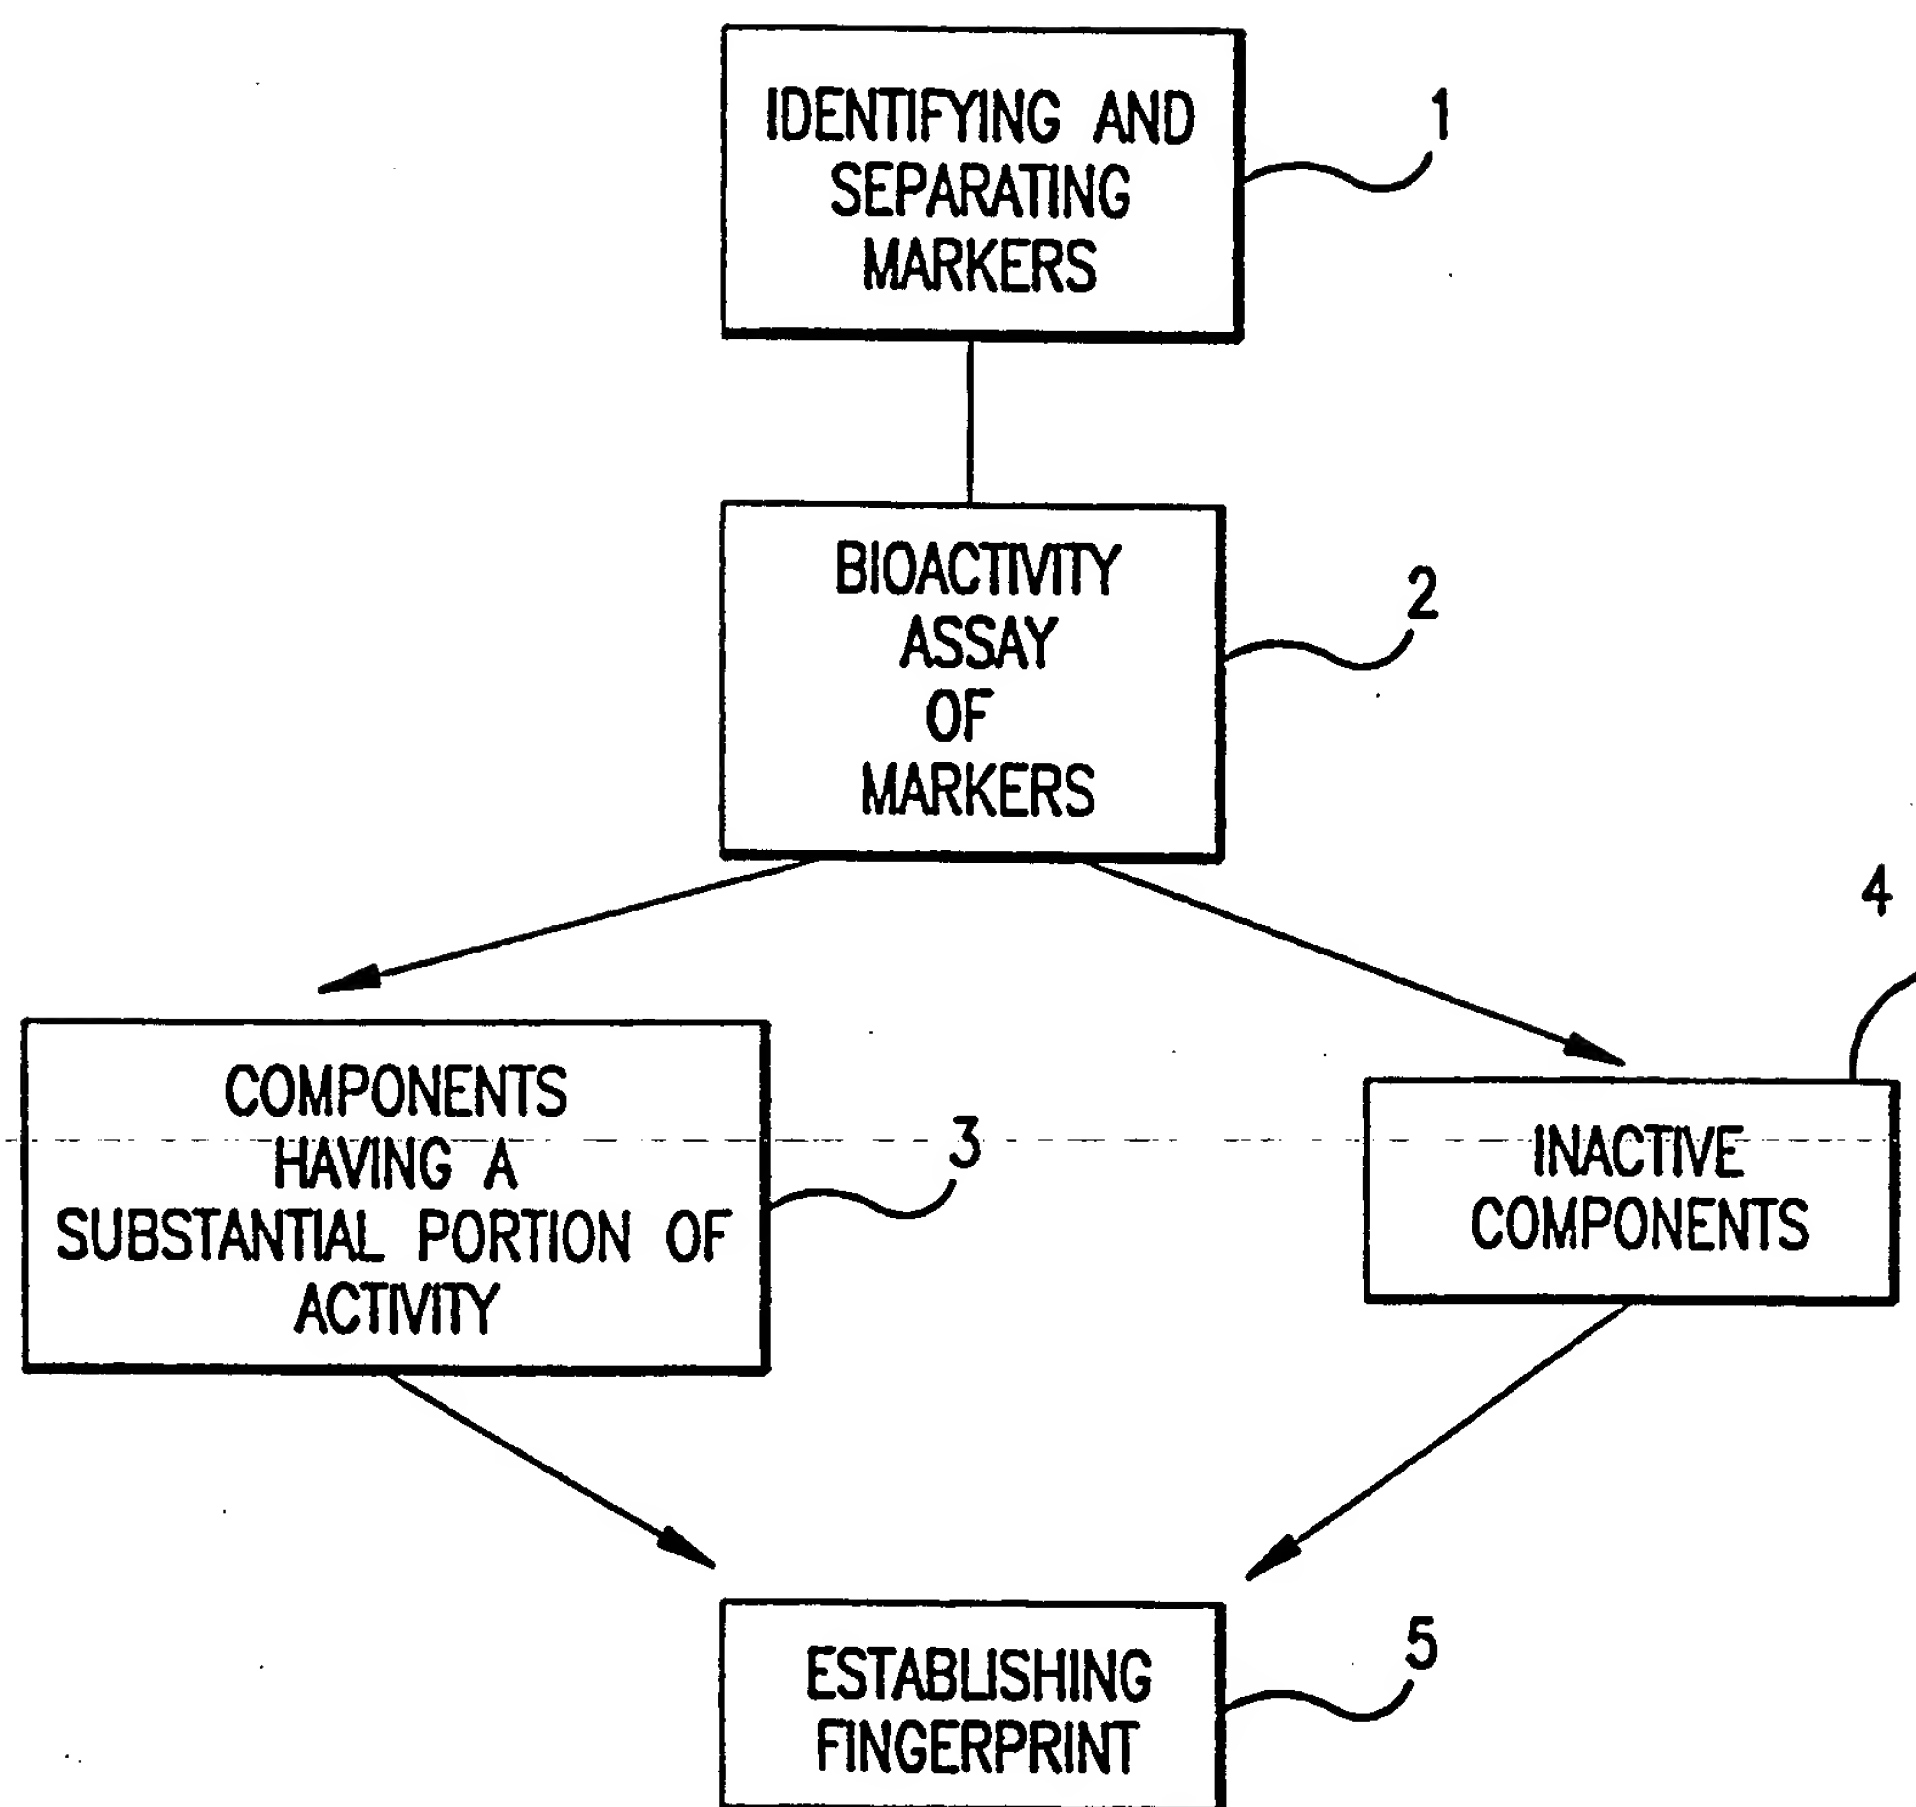 IDENTIFYING AND
SEPARATING
MARKERS
1
BIOACTIVITY
ASSAY
OF
MARKERS
2
4
COMPONENTS
HAVING A
SUBSTANTIAL PORTION OF
ACTIVITY
3
INACTIVE
COMPONENTS
ESTABLISHING
FINGERPRINT
5